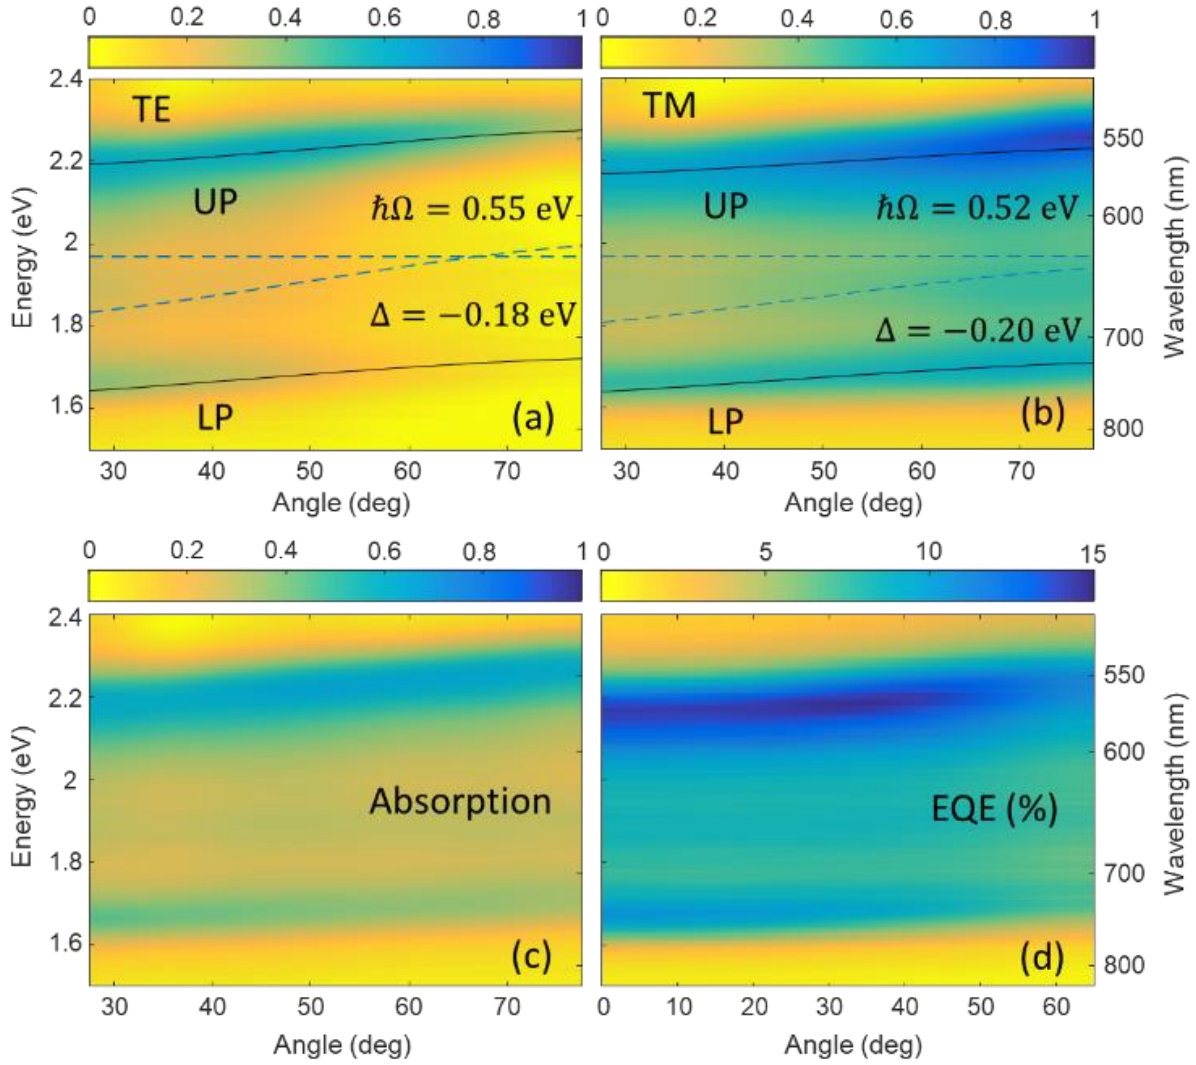 0 0.2 0.4 0.6 0.8 1
0 0.2 0.4 0.6 0.8 1
TE
UP
ℏΩ = 0.55 eV
Δ = −0.18 eV
LP
(a)
2.4
2.2
2
1.8
1.6
Energy (eV)
30 40 50 60 70
Angle (deg)
TM
UP
ℏΩ = 0.52 eV
Δ = −0.20 eV
LP
(b)
550
600
700
800
Wavelength (nm)
30 40 50 60 70
Angle (deg)
0 0.2 0.4 0.6 0.8 1
0 5 10 15
2.4
2.2
2
1.8
1.6
Energy (eV)
Absorption
(c)
30 40 50 60 70
Angle (deg)
EQE (%)
(d)
550
600
700
800
Wavelength (nm)
0 10 20 30 40 50 60
Angle (deg)